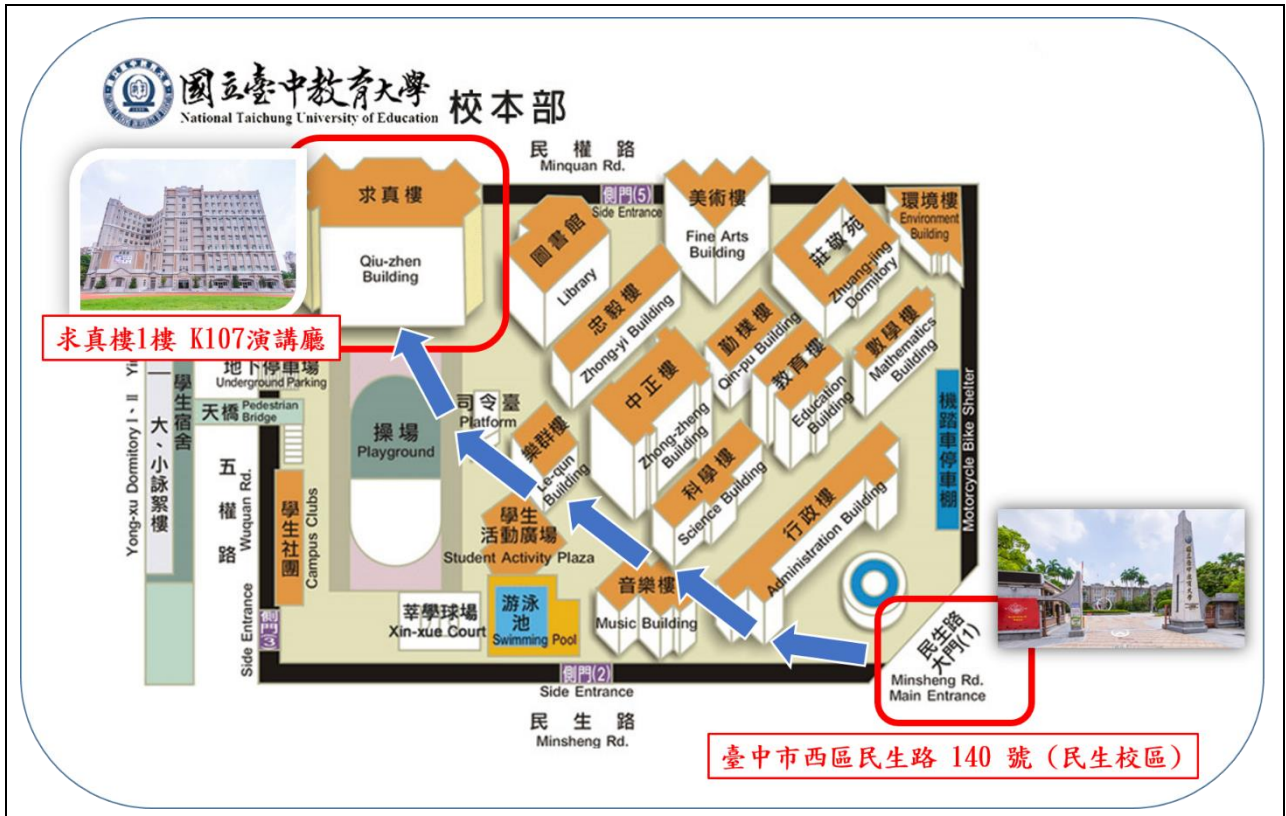 國立臺中教育大學 校本部
National Taichung University of Education
民權路
Minquan Rd.
側門(5)
Side Entrance
求真樓
Qiu-zhen
Building
圖書館
Library
美術樓
Fine Arts
Building
莊敬苑
Zhuang-jing
Dormitory
環境樓
Environment
Building
忠毅樓
Zhong-yi Building
勤樸樓
Qin-pu Building
教育樓
Education
Building
數學樓
Mathematics
Building
中正樓
Zhong-zheng
Building
求真樓1樓 K107演講廳
地下停車場
Underground Parking
學生宿舍
大、小詠絮樓
Yong-xu Dormitory I、II
天橋
Pedestrian
Bridge
五權路
Wuquan Rd.
操場
Playground
司令臺
Platform
樂群樓
Le-qun
Building
科學樓
Science Building
行政樓
Administration Building
機踏車停車棚
Motorcycle Bike Shelter
學生社團
Campus Clubs
學生
活動廣場
Student Activity Plaza
音樂樓
Music Building
莘學球場
Xin-xue Court
游泳
池
Swimming Pool
側門3
Side Entrance
側門(2)
Side Entrance
民生路
Minsheng Rd.
民生路
大門(1)
Minsheng Rd.
Main Entrance
國立臺中教育大學
臺中市西區民生路 140 號 (民生校區)